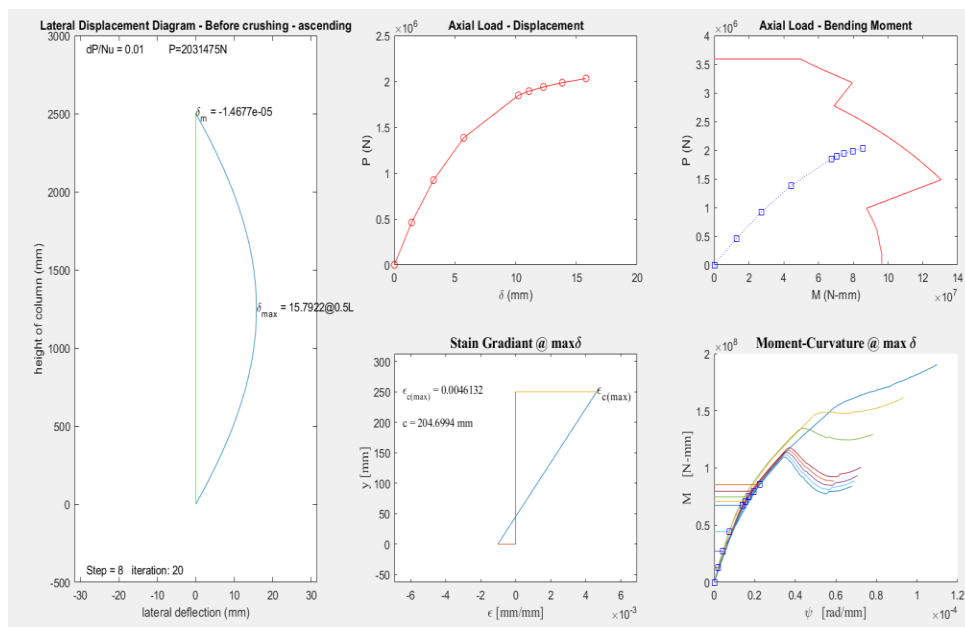 Lateral Displacement Diagram - Before crushing - ascending
3000
2500
2000
1500
1000
500
0
-500
height of column (mm)
dP/Nu = 0.01 P=2031475N
δm = -1.4677e-05
δmax = 15.7922@0.5L
Step = 8 iteration: 20
-30 -20 -10 0 10 20 30
lateral deflection (mm)
Axial Load - Displacement
×10^6
2.5
2
1.5
1
0.5
0
P (N)
0 5 10 15 20
δ (mm)
Axial Load - Bending Moment
×10^6
4
3.5
3
2.5
2
1.5
1
0.5
0
P (N)
0 2 4 6 8 10 12 14
M (N-mm)
×10^7
Stain Gradiant @ maxδ
300
250
200
150
100
50
0
-50
y [mm]
ϵc(max) = 0.0046132
c = 204.6994 mm
ϵc(max)
-6 -4 -2 0 2 4 6
ϵ [mm/mm]
×10^-3
Moment-Curvature @ max δ
×10^8
2
1.5
1
0.5
0
M [N-mm]
0 0.2 0.4 0.6 0.8 1 1.2
ψ [rad/mm]
×10^-4